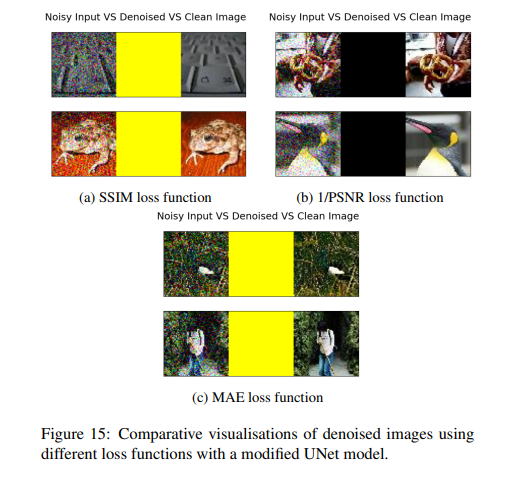 Noisy Input VS Denoised VS Clean Image
Noisy Input VS Denoised VS Clean Image
(a) SSIM loss function
(b) 1/PSNR loss function
Noisy Input VS Denoised VS Clean Image
(c) MAE loss function
Figure 15: Comparative visualisations of denoised images using
different loss functions with a modified UNet model.